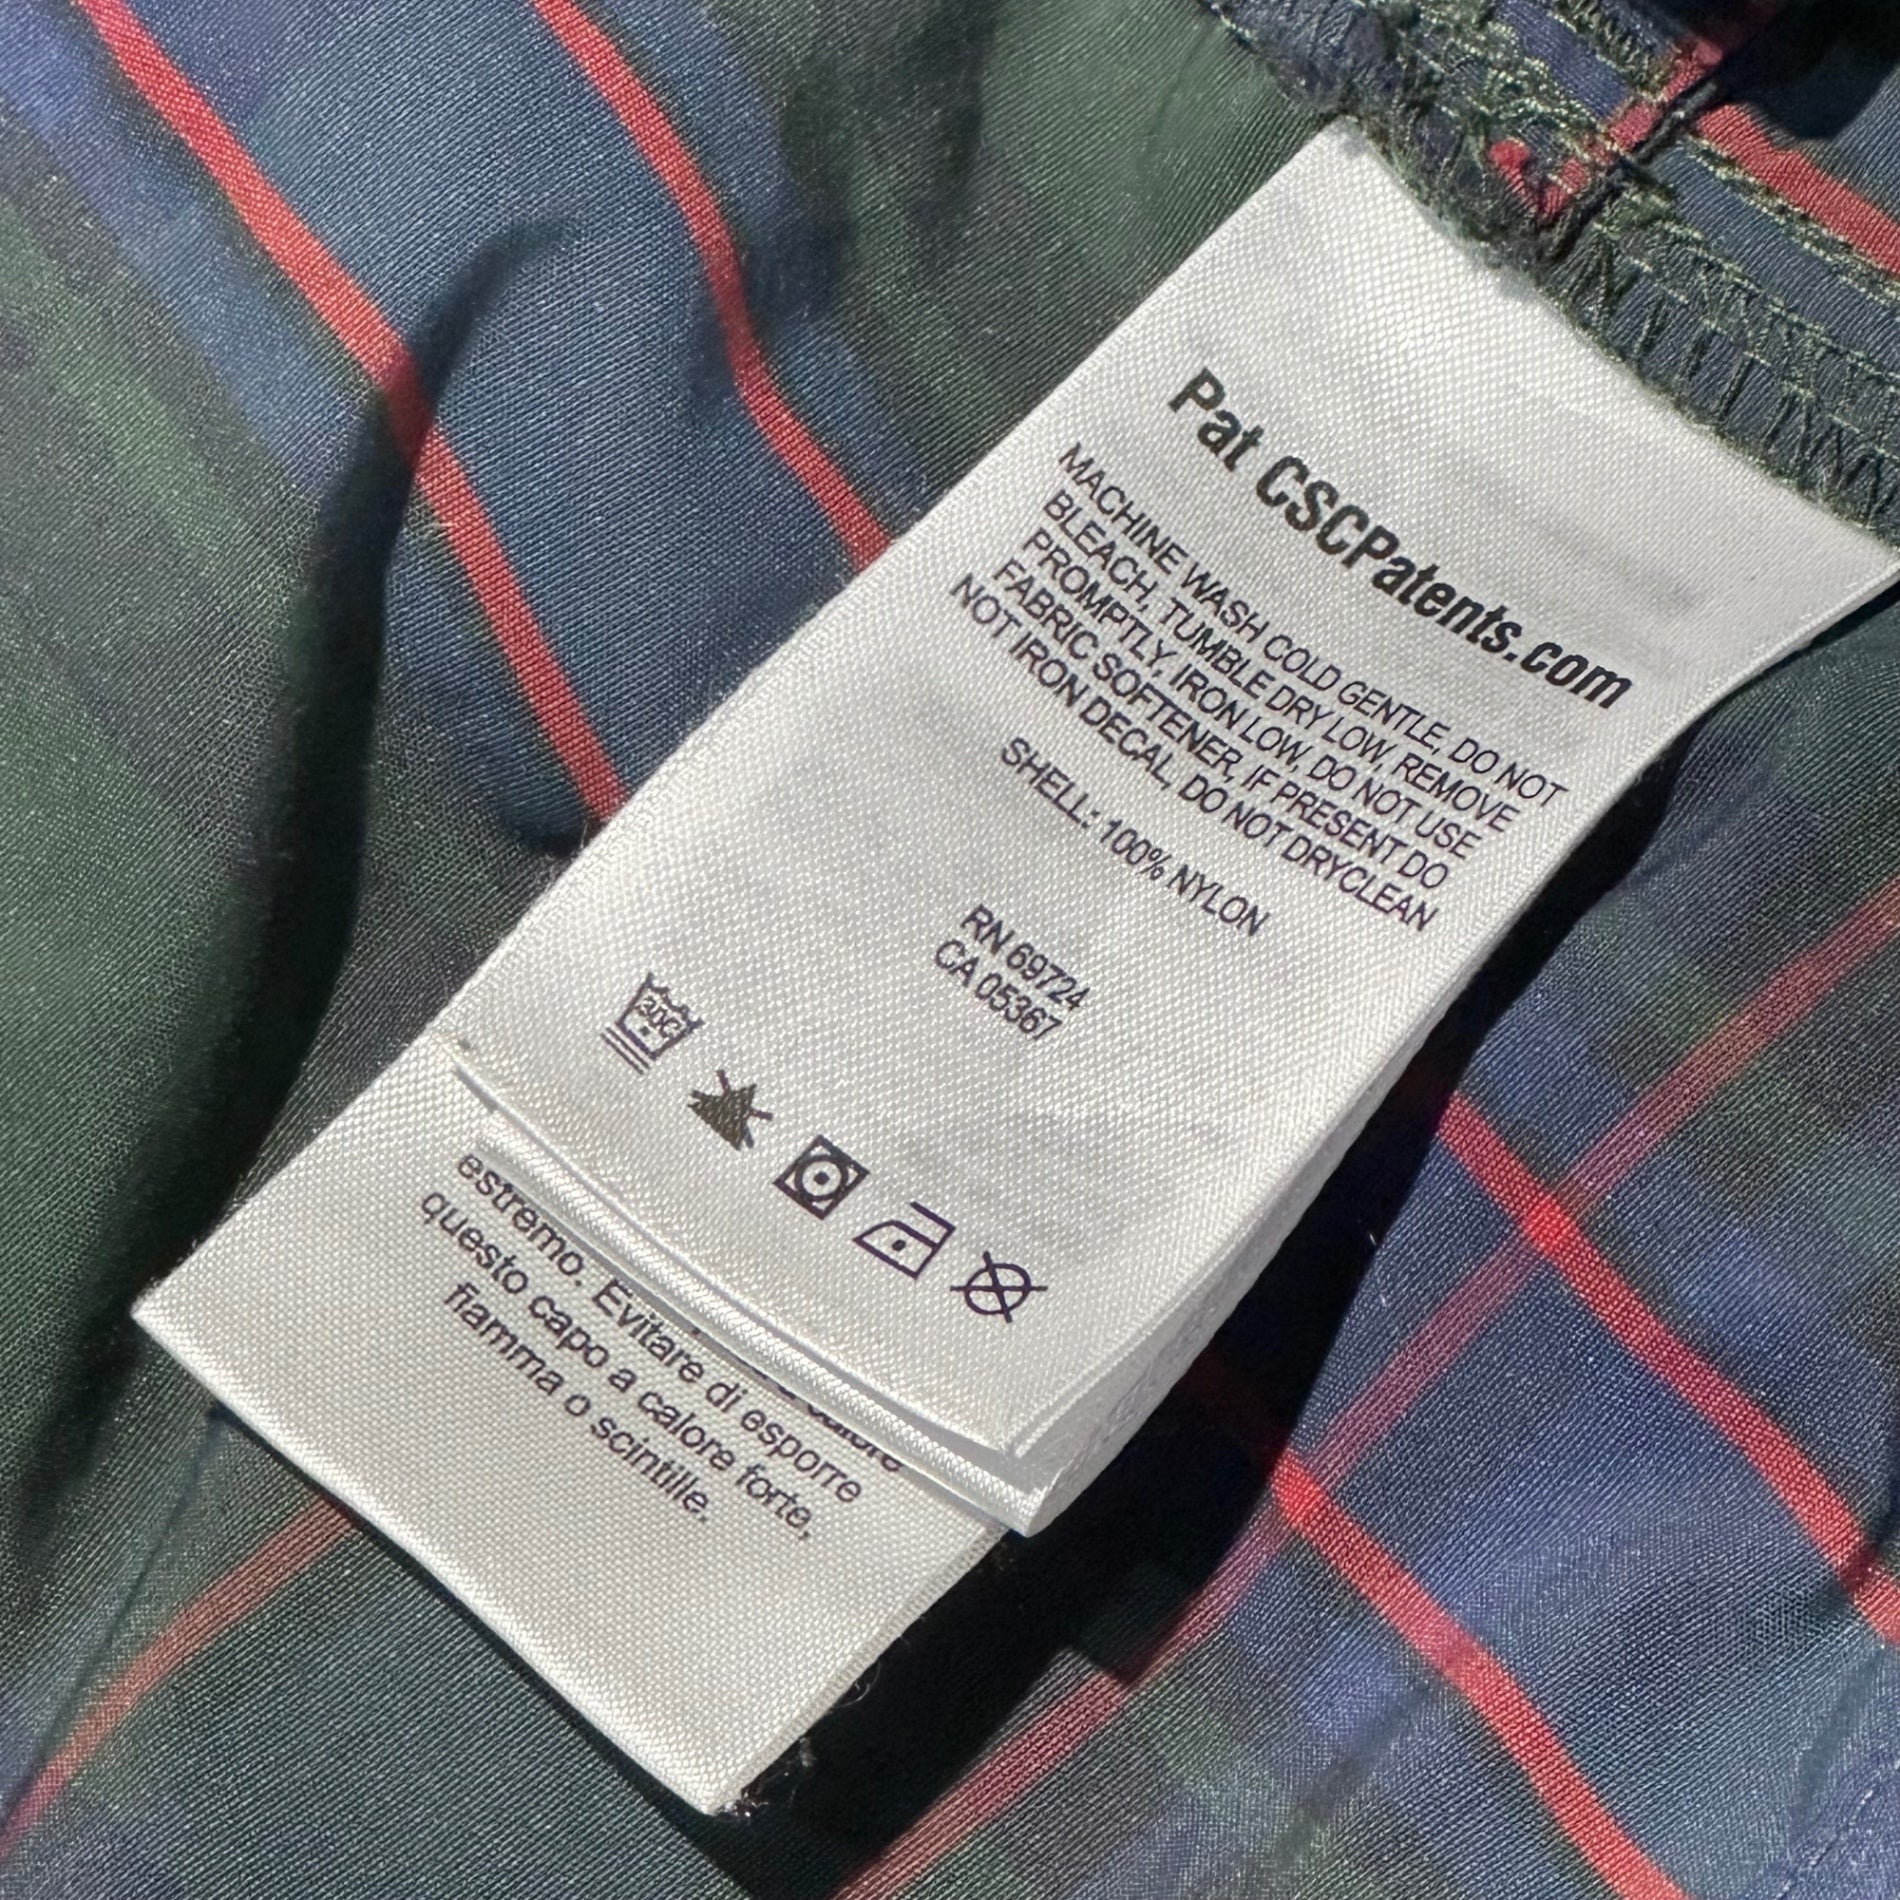 Pat CSCPatents.com
MACHINE WASH COLD GENTLE, DO NOT
BLEACH, TUMBLE DRY LOW, REMOVE
PROMPTLY, IRON LOW, DO NOT USE
FABRIC SOFTENER, IF PRESENT DO
NOT IRON DECAL, DO NOT DRYCLEAN
SHELL: 100% NYLON
RN 69724
CA 05367
30C
estremo. Evitare di esporre
questo capo a calore forte,
fiamma o scintille.